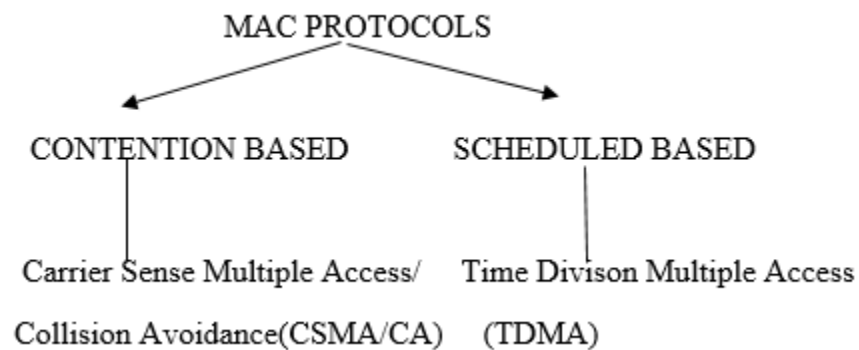 MAC PROTOCOLS
CONTENTION BASED
SCHEDULED BASED
Carrier Sense Multiple Access/
Collision Avoidance(CSMA/CA)
Time Divison Multiple Access
(TDMA)